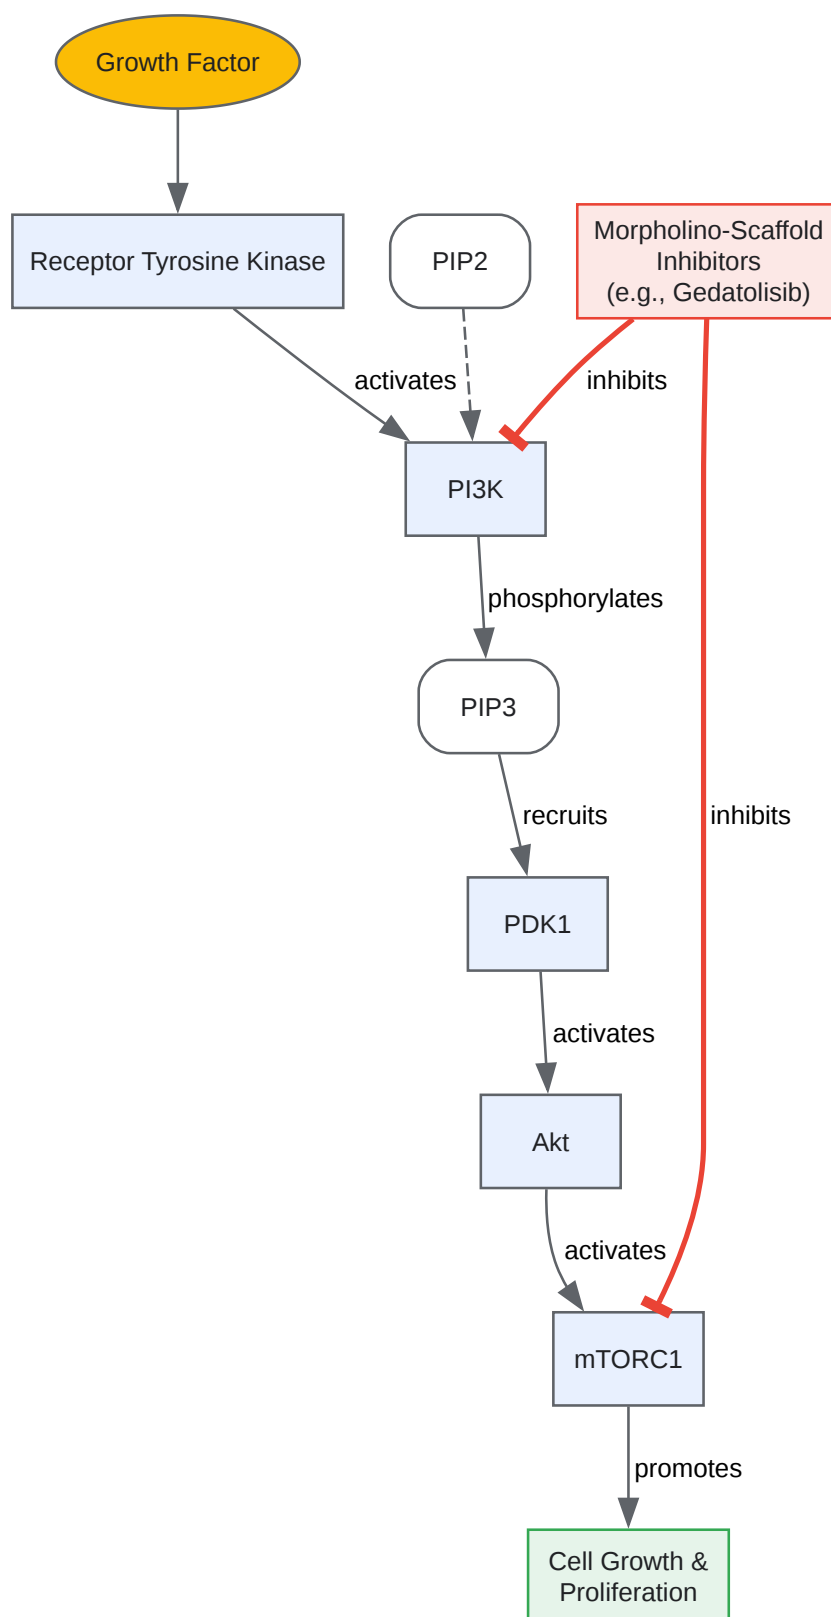 Growth Factor
Receptor Tyrosine Kinase
PIP2
Morpholino-Scaffold
Inhibitors
(e.g., Gedatolisib)
activates
inhibits
PI3K
phosphorylates
PIP3
recruits
inhibits
PDK1
activates
Akt
activates
mTORC1
promotes
Cell Growth &
Proliferation